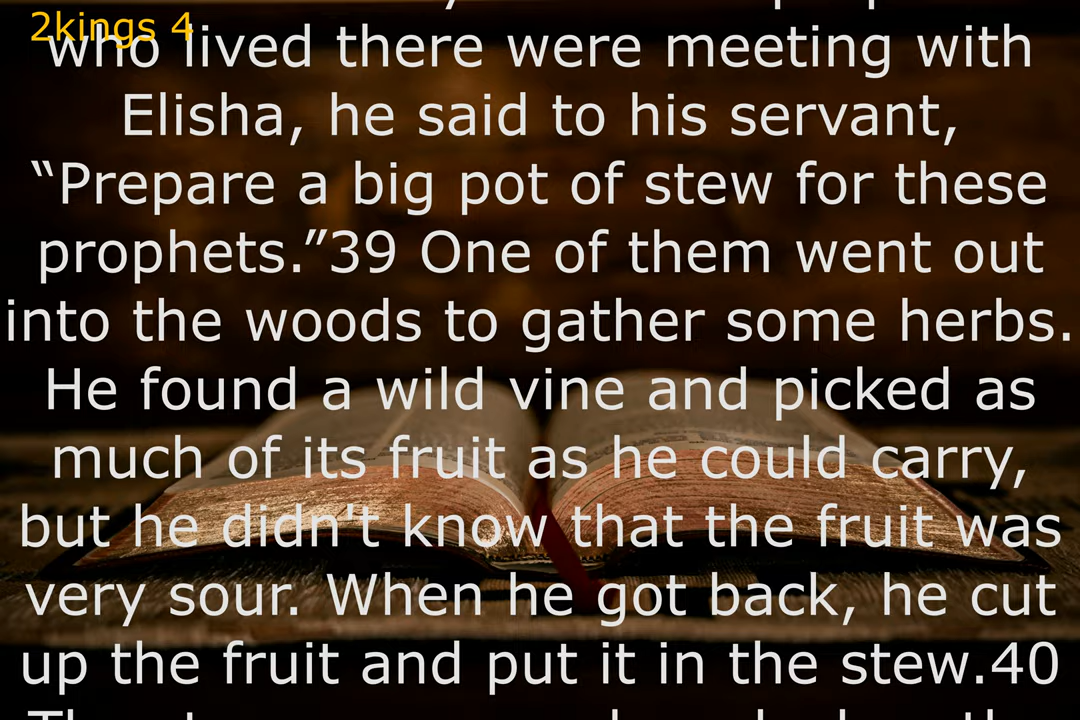 2kings 4
who lived there were meeting with
Elisha, he said to his servant,
“Prepare a big pot of stew for these
prophets.”39 One of them went out
into the woods to gather some herbs.
He found a wild vine and picked as
much of its fruit as he could carry,
but he didn't know that the fruit was
very sour. When he got back, he cut
up the fruit and put it in the stew.40